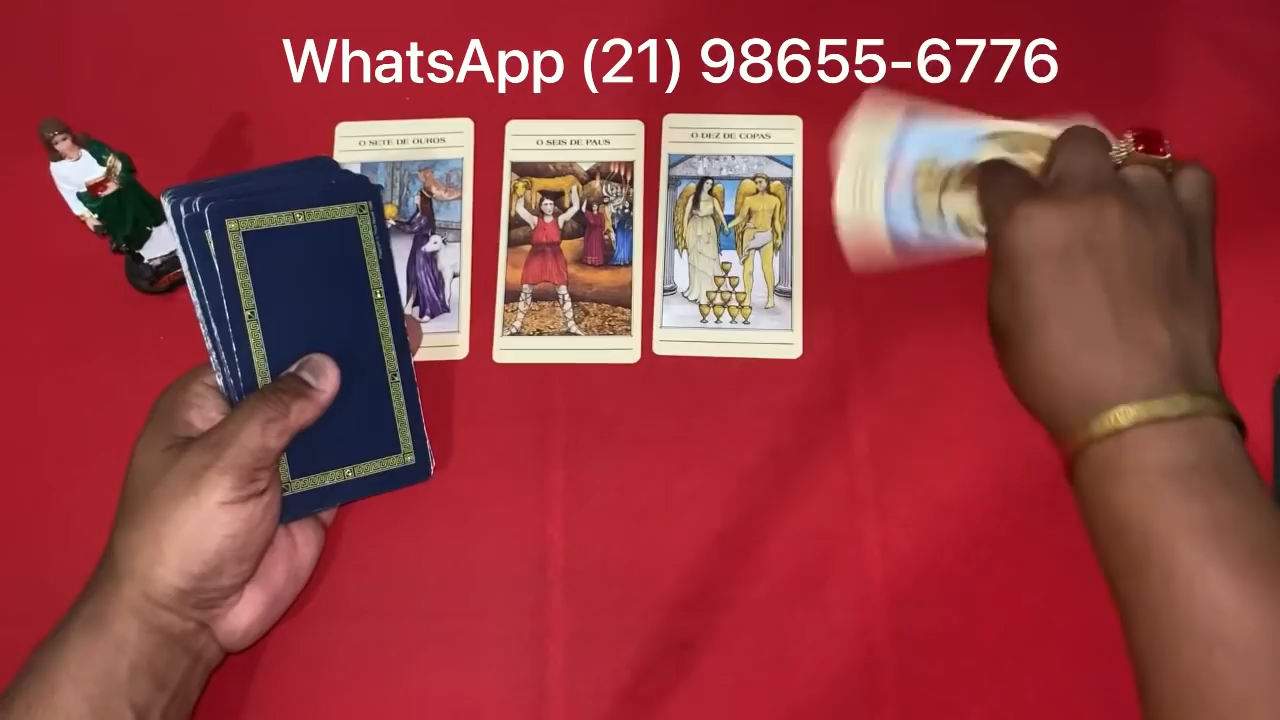 WhatsApp (21) 98655-6776
O SETE DE OUROS
O SEIS DE PAUS
O DEZ DE COPAS